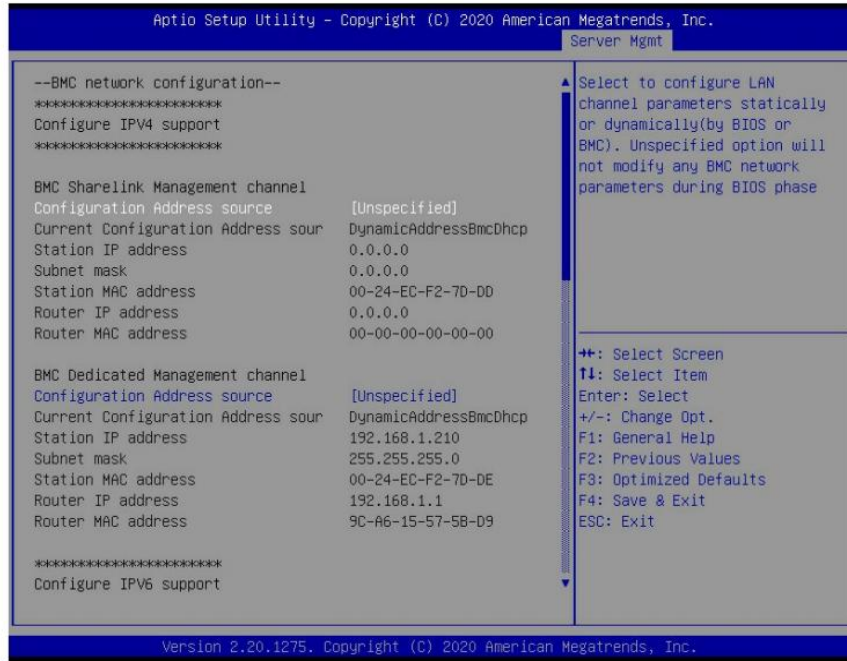 Aptio Setup Utility – Copyright (C) 2020 American Megatrends, Inc.
Server Mgmt
--BMC network configuration--
***********************
Configure IPV4 support
***********************
BMC Sharelink Management channel
Configuration Address source [Unspecified]
Current Configuration Address sour DynamicAddressBmcDhcp
Station IP address 0.0.0.0
Subnet mask 0.0.0.0
Station MAC address 00-24-EC-F2-7D-DD
Router IP address 0.0.0.0
Router MAC address 00-00-00-00-00-00
BMC Dedicated Management channel
Configuration Address source [Unspecified]
Current Configuration Address sour DynamicAddressBmcDhcp
Station IP address 192.168.1.210
Subnet mask 255.255.255.0
Station MAC address 00-24-EC-F2-7D-DE
Router IP address 192.168.1.1
Router MAC address 9C-A6-15-57-5B-D9
***********************
Configure IPV6 support
Select to configure LAN
channel parameters statically
or dynamically(by BIOS or
BMC). Unspecified option will
not modify any BMC network
parameters during BIOS phase
→←: Select Screen
↑↓: Select Item
Enter: Select
+/-: Change Opt.
F1: General Help
F2: Previous Values
F3: Optimized Defaults
F4: Save & Exit
ESC: Exit
Version 2.20.1275. Copyright (C) 2020 American Megatrends, Inc.